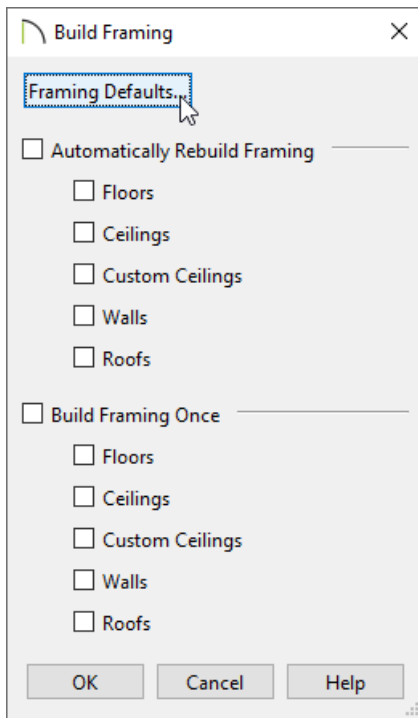 Build Framing
Framing Defaults...
Automatically Rebuild Framing
Floors
Ceilings
Custom Ceilings
Walls
Roofs
Build Framing Once
Floors
Ceilings
Custom Ceilings
Walls
Roofs
OK Cancel Help